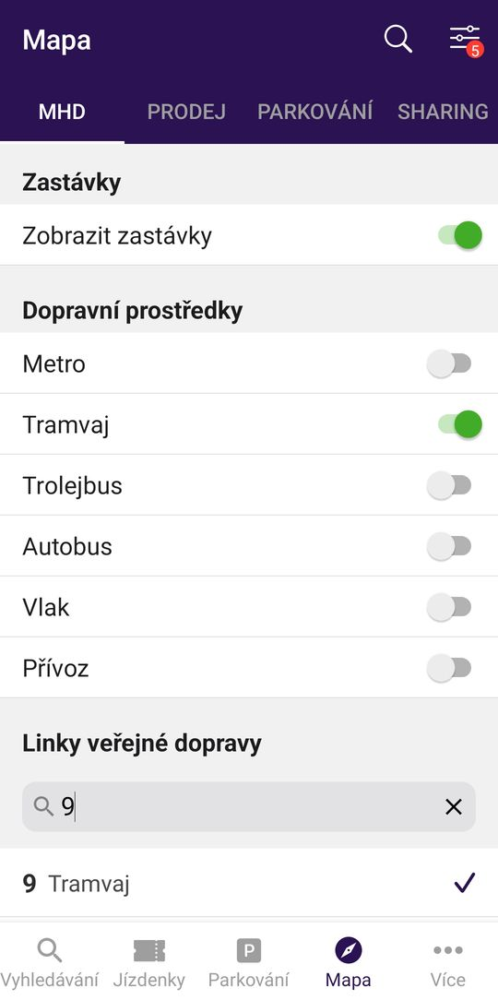 Mapa
5
MHD PRODEJ PARKOVÁNÍ SHARING
Zastávky
Zobrazit zastávky
Dopravní prostředky
Metro
Tramvaj
Trolejbus
Autobus
Vlak
Přívoz
Linky veřejné dopravy
9
9 Tramvaj
P
Vyhledávání Jízdenky Parkování Mapa Více